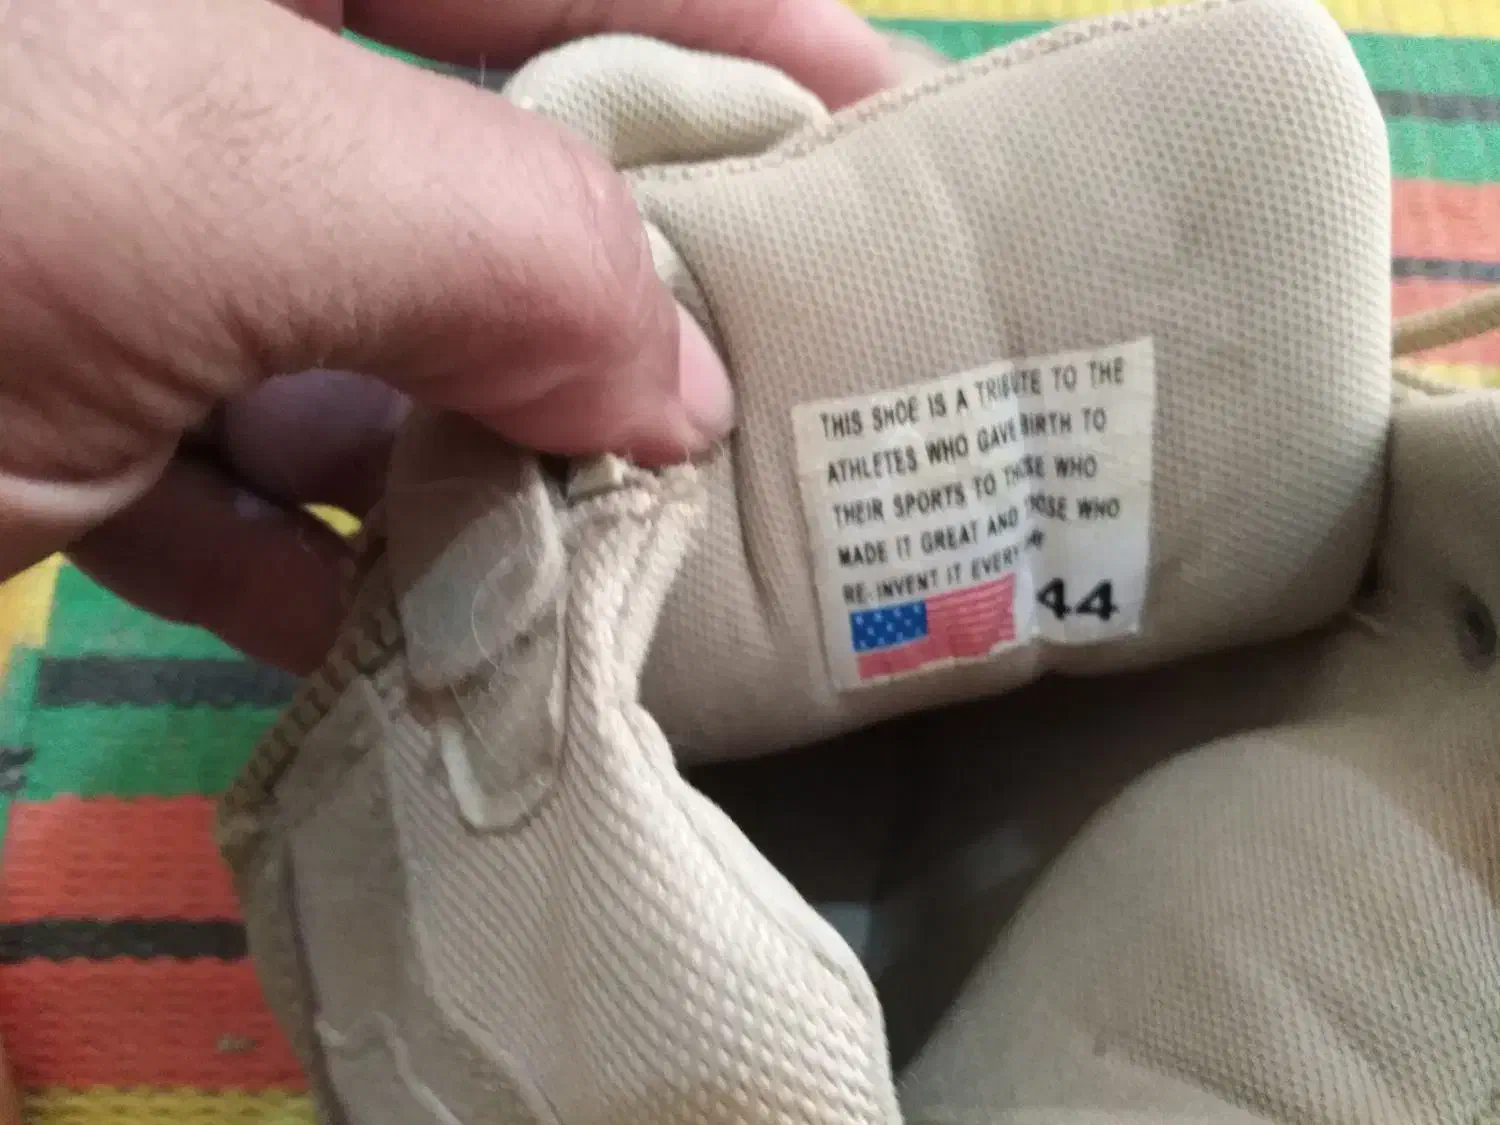 THIS SHOE IS A TRIBUTE TO THE
ATHLETES WHO GAVE BIRTH TO
THEIR SPORTS TO THOSE WHO
MADE IT GREAT AND THOSE WHO
RE-INVENT IT EVERY
44